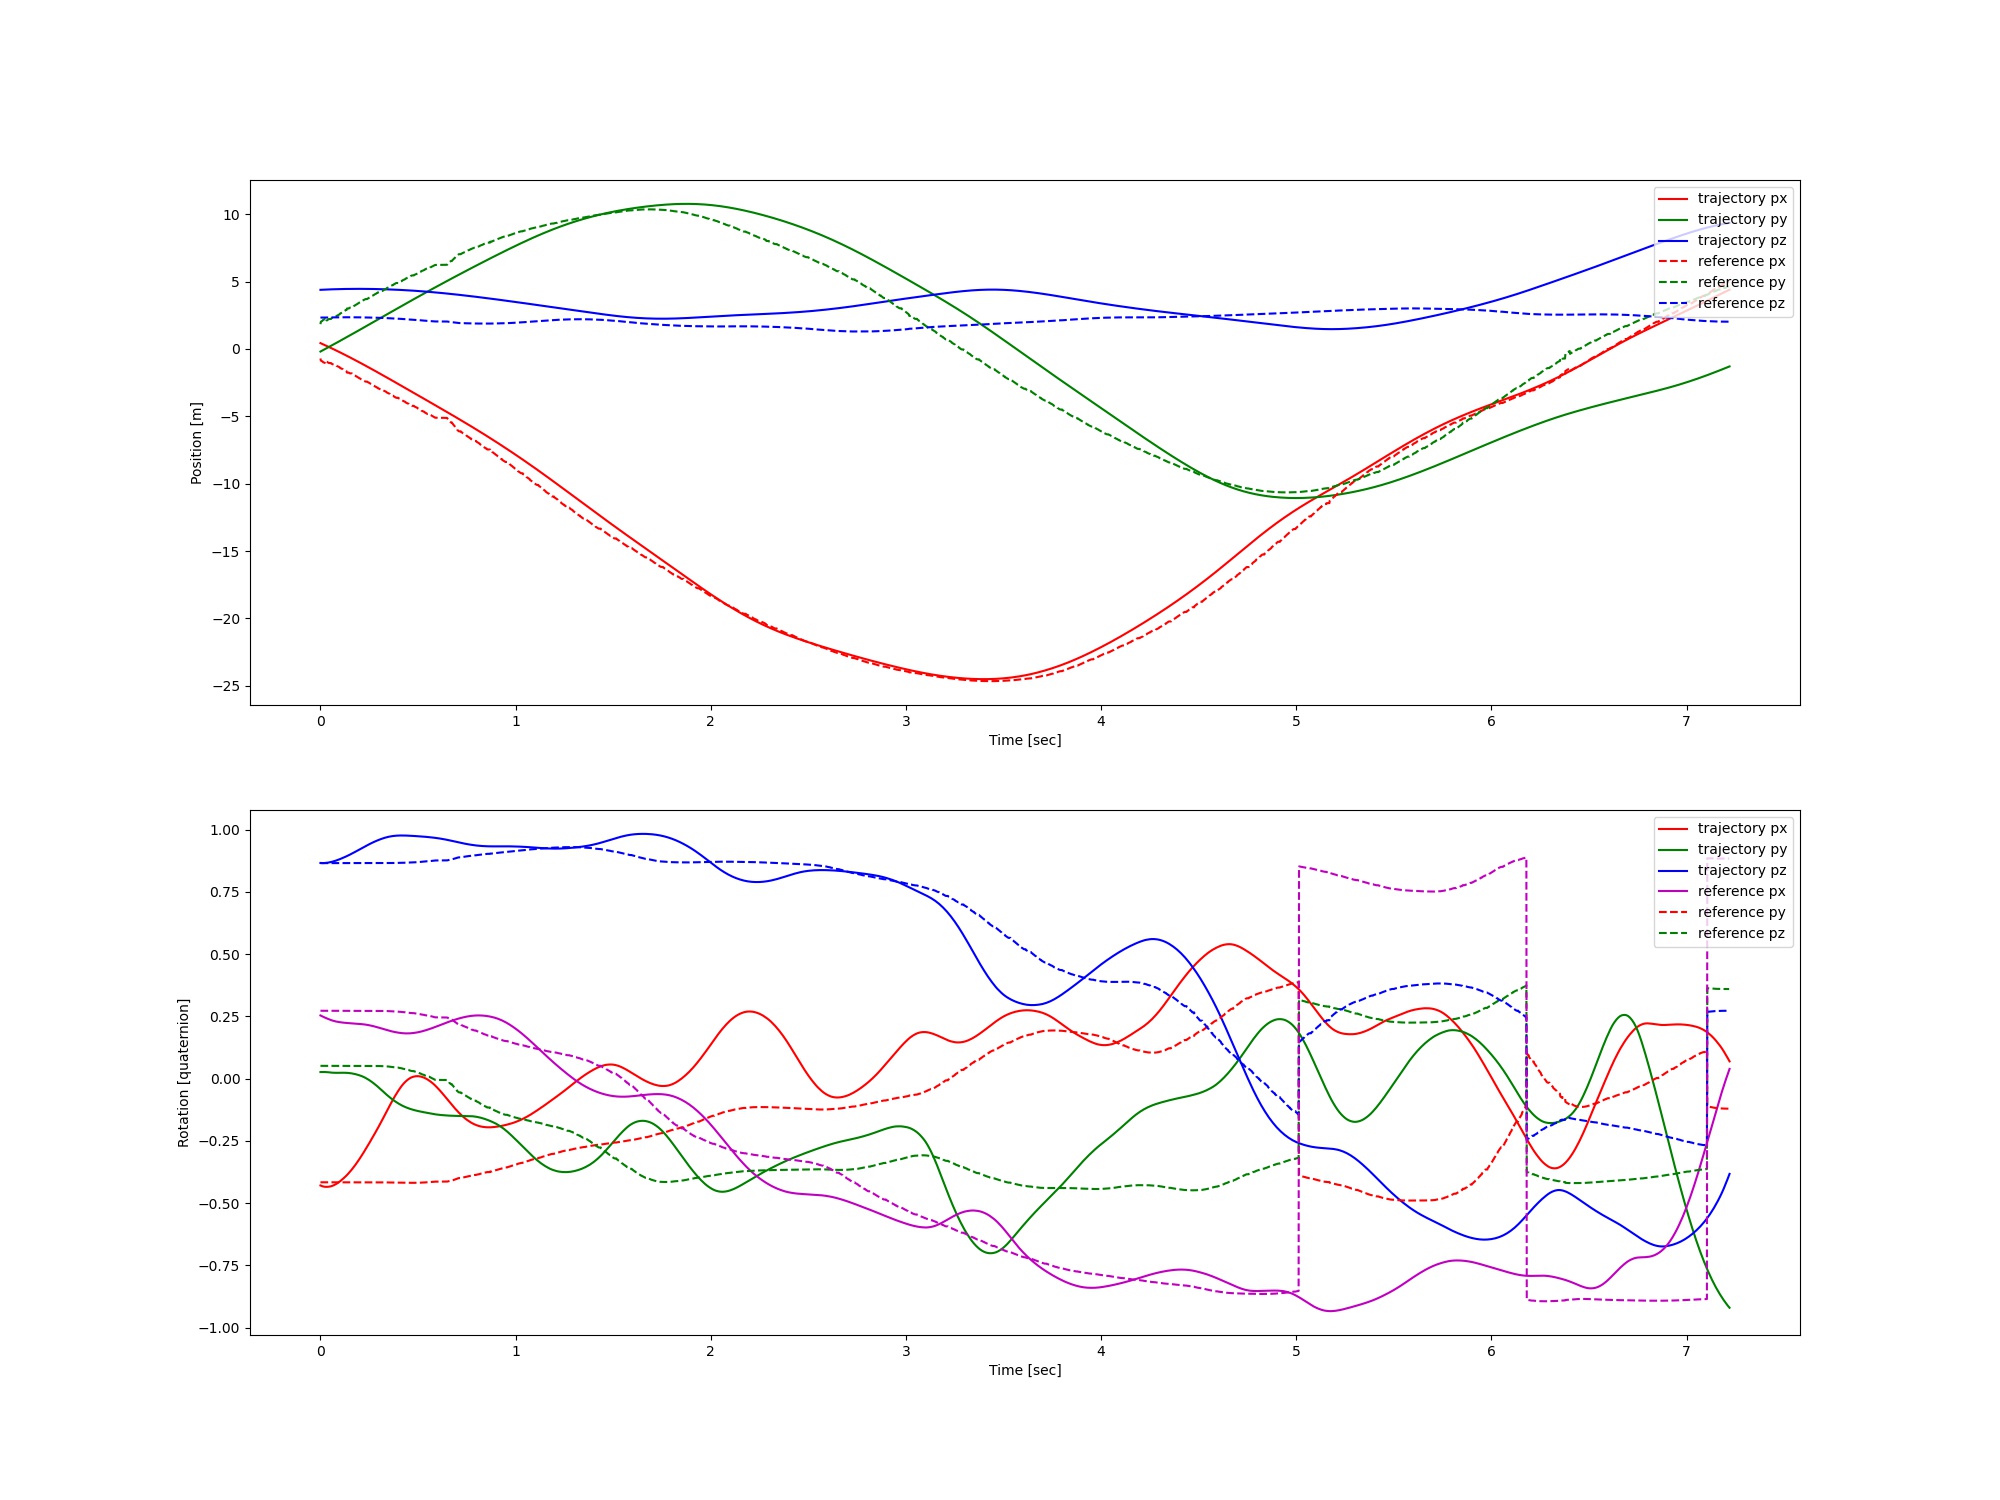 10
5
0
−5
−10
−15
−20
−25
Position [m]
0 1 2 3 4 5 6 7
Time [sec]
trajectory px
trajectory py
trajectory pz
reference px
reference py
reference pz
1.00
0.75
0.50
0.25
0.00
−0.25
−0.50
−0.75
−1.00
Rotation [quaternion]
0 1 2 3 4 5 6 7
Time [sec]
trajectory px
trajectory py
trajectory pz
reference px
reference py
reference pz